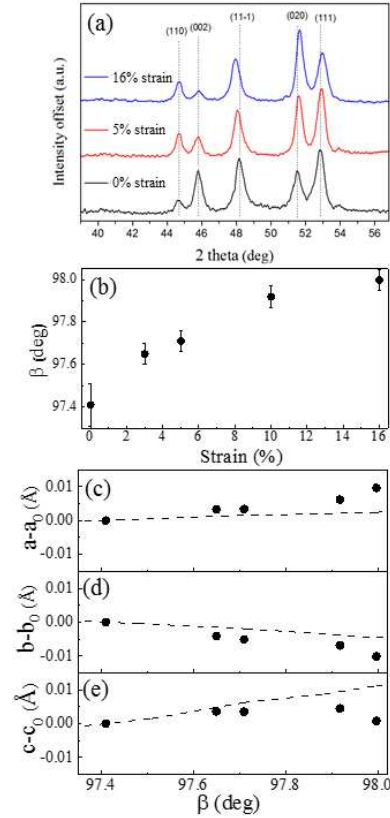 (a)
(110)
(002)
(11-1)
(020)
(111)
16% strain
5% strain
0% strain
Intensity offset (a.u.)
40 42 44 46 48 50 52 54 56
2 theta (deg)
(b)
98.0
97.8
97.6
97.4
β (deg)
0 2 4 6 8 10 12 14 16
Strain (%)
(c)
0.01
0.00
-0.01
a-a0 (Å)
(d)
0.01
0.00
-0.01
b-b0 (Å)
(e)
0.01
0.00
-0.01
c-c0 (Å)
97.4 97.6 97.8 98.0
β (deg)